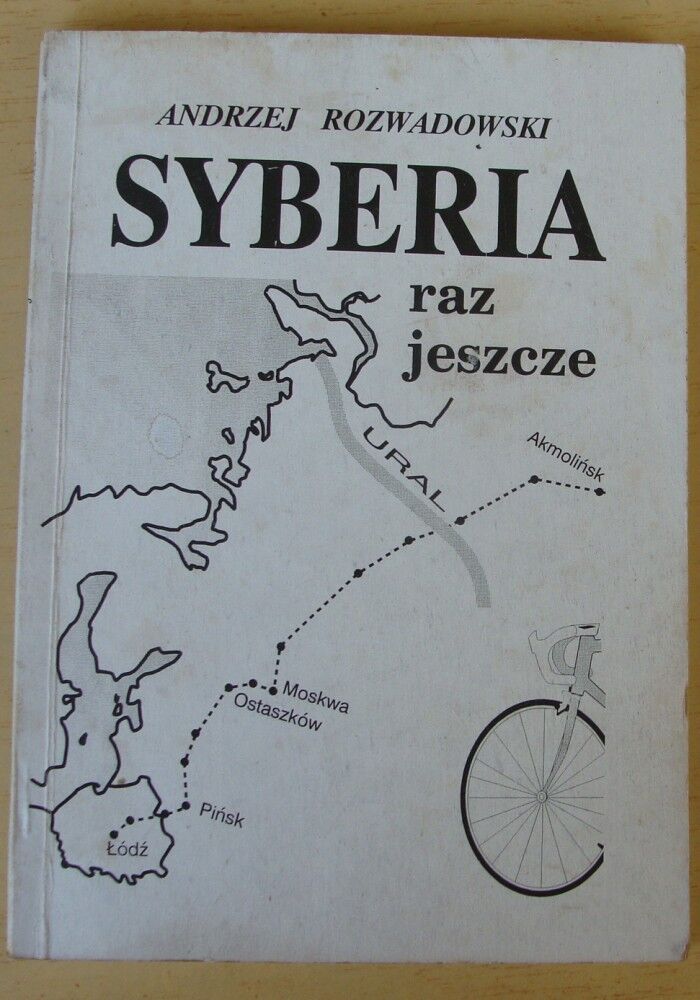 ANDRZEJ ROZWADOWSKI
SYBERIA
raz
jeszcze
URAL
Akmolińsk
Moskwa
Ostaszków
Pińsk
Łódź